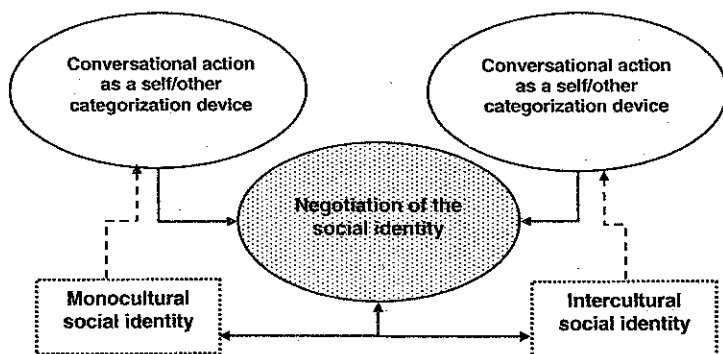 Conversational action
as a self/other
categorization device
Conversational action
as a self/other
categorization device
Negotiation of the
social identity
Monocultural
social identity
Intercultural
social identity